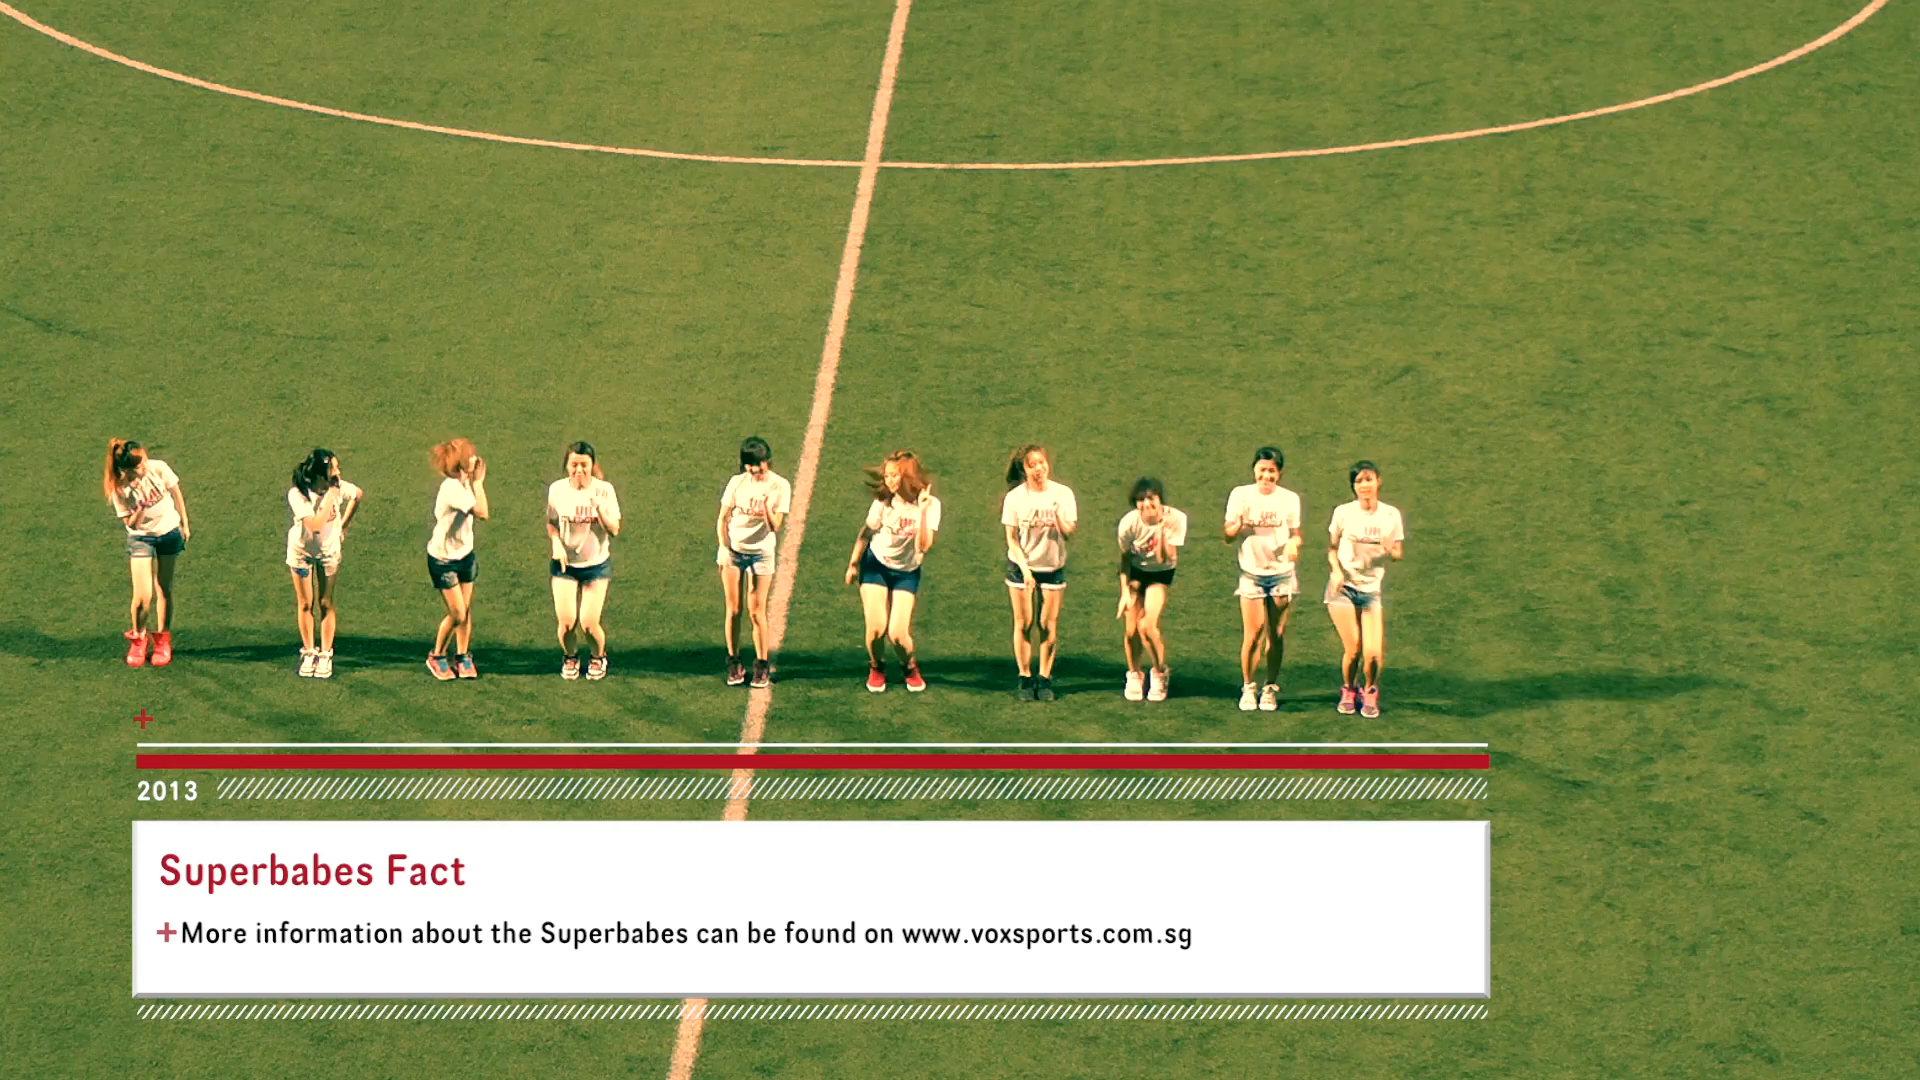 2013
Superbabes Fact
+More information about the Superbabes can be found on www.voxsports.com.sg